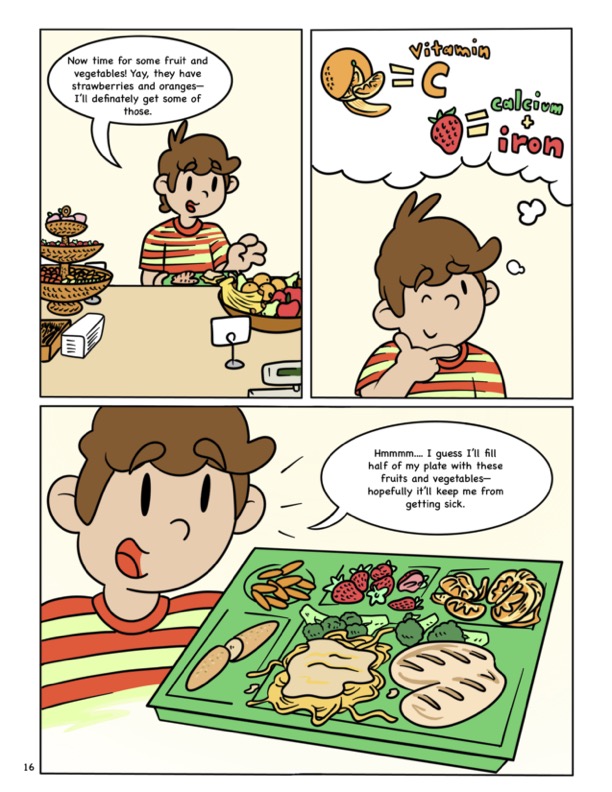 Now time for some fruit and
vegetables! Yay, they have
strawberries and oranges—
I'll definately get some of
those.
= vitamin
C
= calcium
+
iron
Hmmmm.... I guess I'll fill
half of my plate with these
fruits and vegetables—
hopefully it'll keep me from
getting sick.
16